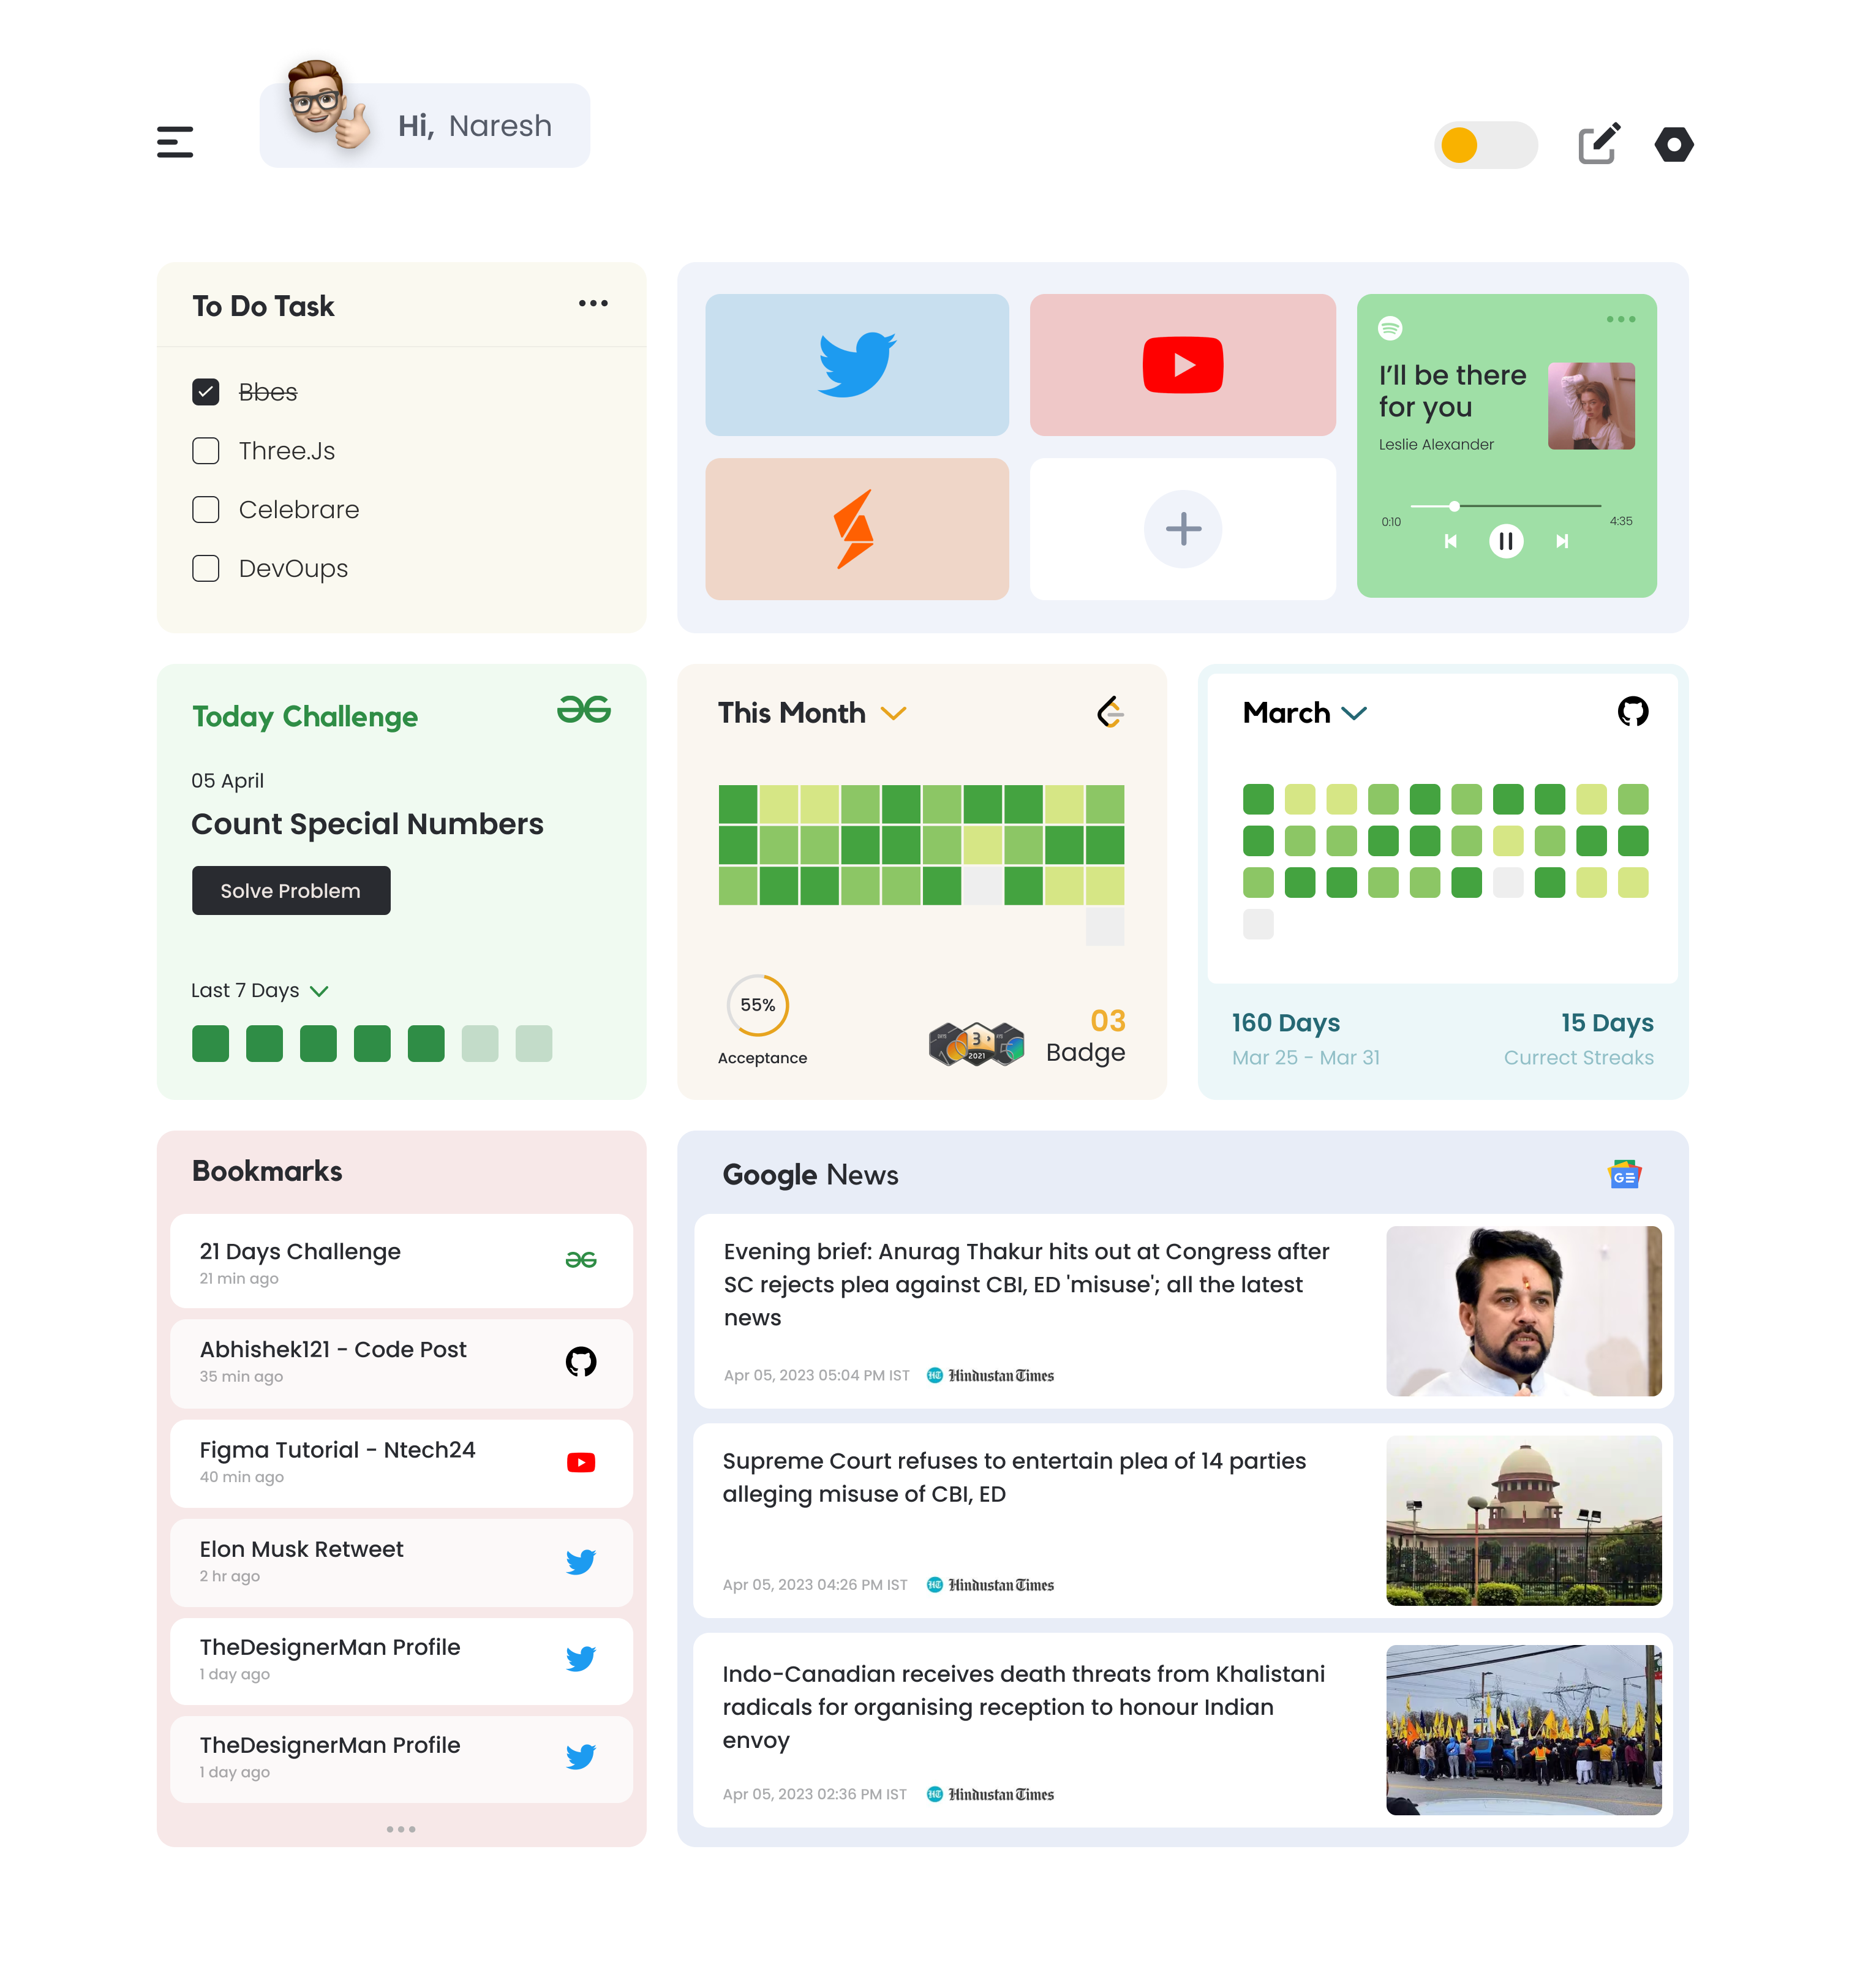 Hi, Naresh
To Do Task
Bbes
Three.Js
Celebrare
DevOups
I'll be there
for you
Leslie Alexander
0:10
4:35
Today Challenge
05 April
Count Special Numbers
Solve Problem
Last 7 Days
This Month
55%
Acceptance
3
2021
03
Badge
March
160 Days
Mar 25 - Mar 31
15 Days
Currect Streaks
Bookmarks
21 Days Challenge
21 min ago
Abhishek121 - Code Post
35 min ago
Figma Tutorial - Ntech24
40 min ago
Elon Musk Retweet
2 hr ago
TheDesignerMan Profile
1 day ago
TheDesignerMan Profile
1 day ago
Google News
GE
Evening brief: Anurag Thakur hits out at Congress after
SC rejects plea against CBI, ED 'misuse'; all the latest
news
Apr 05, 2023 05:04 PM IST HT Hindustan Times
Supreme Court refuses to entertain plea of 14 parties
alleging misuse of CBI, ED
Apr 05, 2023 04:26 PM IST HT Hindustan Times
Indo-Canadian receives death threats from Khalistani
radicals for organising reception to honour Indian
envoy
Apr 05, 2023 02:36 PM IST HT Hindustan Times